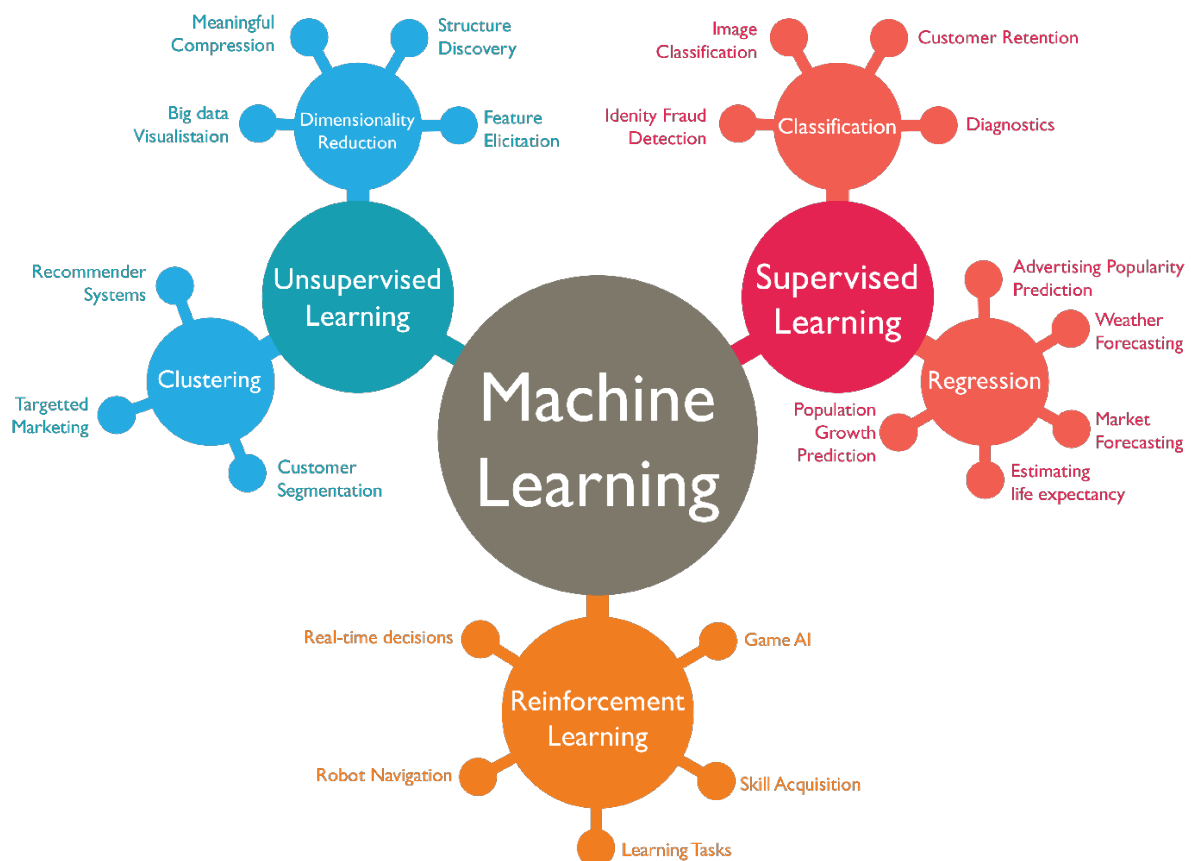 Meaningful
Compression
Structure
Discovery
Big data
Visualistaion
Dimensionality
Reduction
Feature
Elicitation
Unsupervised
Learning
Recommender
Systems
Clustering
Targetted
Marketing
Customer
Segmentation
Image
Classification
Customer Retention
Idenity Fraud
Detection
Classification
Diagnostics
Supervised
Learning
Advertising Popularity
Prediction
Weather
Forecasting
Regression
Population
Growth
Prediction
Market
Forecasting
Estimating
life expectancy
Machine
Learning
Real-time decisions
Game AI
Reinforcement
Learning
Robot Navigation
Skill Acquisition
Learning Tasks